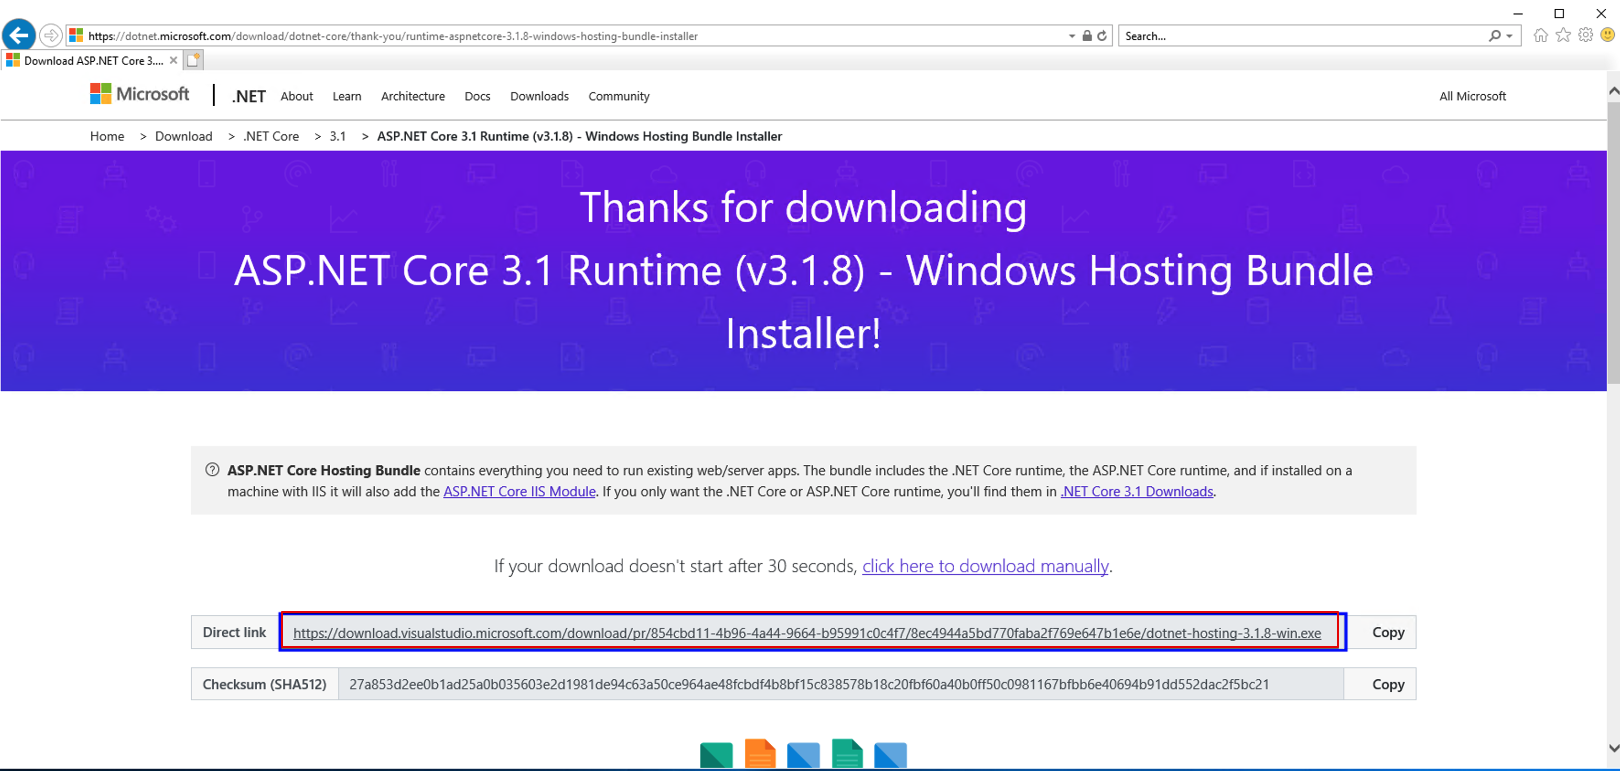 https://dotnet.microsoft.com/download/dotnet-core/thank-you/runtime-aspnetcore-3.1.8-windows-hosting-bundle-installer
Search...
Download ASP.NET Core 3....
Microsoft
.NET About Learn Architecture Docs Downloads Community
All Microsoft
Home > Download > .NET Core > 3.1 > ASP.NET Core 3.1 Runtime (v3.1.8) - Windows Hosting Bundle Installer
Thanks for downloading
ASP.NET Core 3.1 Runtime (v3.1.8) - Windows Hosting Bundle
Installer!
ASP.NET Core Hosting Bundle contains everything you need to run existing web/server apps. The bundle includes the .NET Core runtime, the ASP.NET Core runtime, and if installed on a
machine with IIS it will also add the ASP.NET Core IIS Module. If you only want the .NET Core or ASP.NET Core runtime, you'll find them in .NET Core 3.1 Downloads.
If your download doesn't start after 30 seconds, click here to download manually.
Direct link https://download.visualstudio.microsoft.com/download/pr/854cbd11-4b96-4a44-9664-b95991c0c4f7/8ec4944a5bd770faba2f769e647b1e6e/dotnet-hosting-3.1.8-win.exe Copy
Checksum (SHA512) 27a853d2ee0b1ad25a0b035603e2d1981de94c63a50ce964ae48fcbdf4b8bf15c838578b18c20fbf60a40b0ff50c0981167bfbb6e40694b91dd552dac2f5bc21 Copy